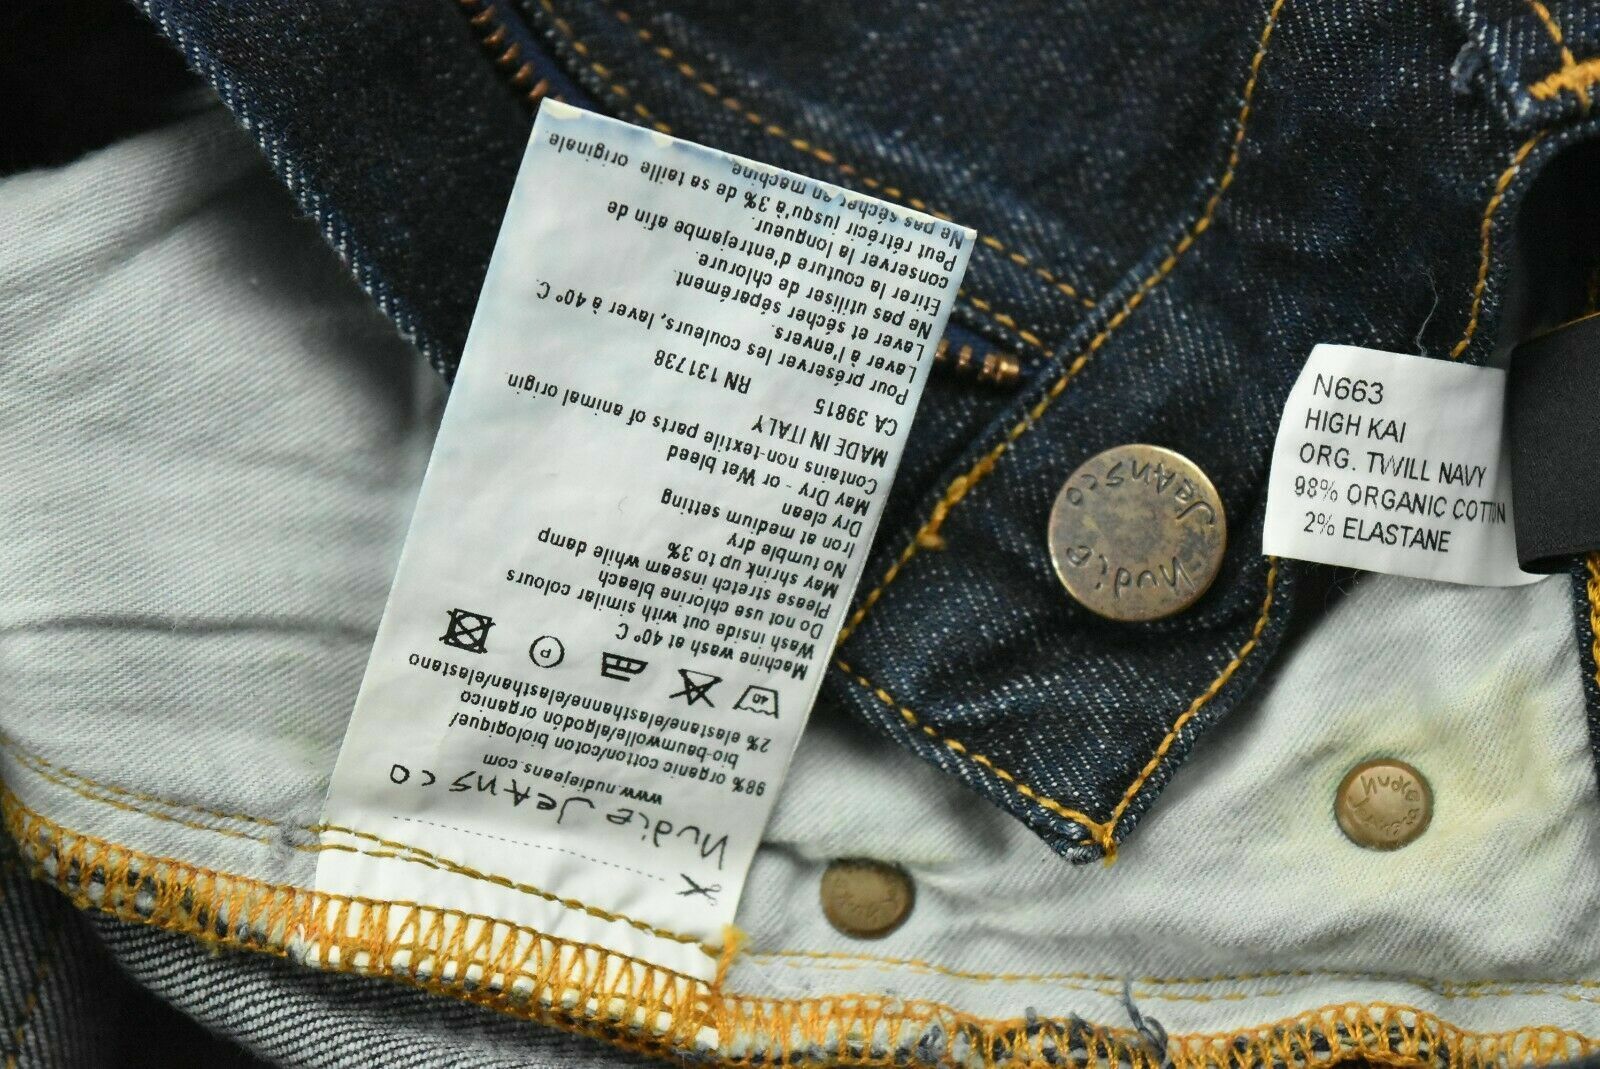 nudie JeAnS co
www.nudiejeans.com
98% organic cotton/coton biologique/
bio-baumwolle/algodón organico
2% elastane/elasthanne/elasthan/elastano
40
P
Machine wash at 40° C
Wash inside out with similar colours
Do not use chlorine bleach
Please stretch inseam while damp
May shrink up to 3%
No tumble dry
Iron at medium setting
Dry clean
May Dry - or Wet bleed
Contains non-textile parts of animal origin.
MADE IN ITALY
CA 39815 RN 131738
Pour préserver les couleurs, laver à 40° C.
Laver à l'envers.
Laver et sécher séparément.
Ne pas utiliser de chlorure.
Etirer la couture d'entrejambe afin de
conserver la longueur
Peut rétrécir jusqu'à 3% de sa taille originale.
Ne pas sécher en machine
nudie JeAnS co
N663
HIGH KAI
ORG. TWILL NAVY
98% ORGANIC COTTON
2% ELASTANE